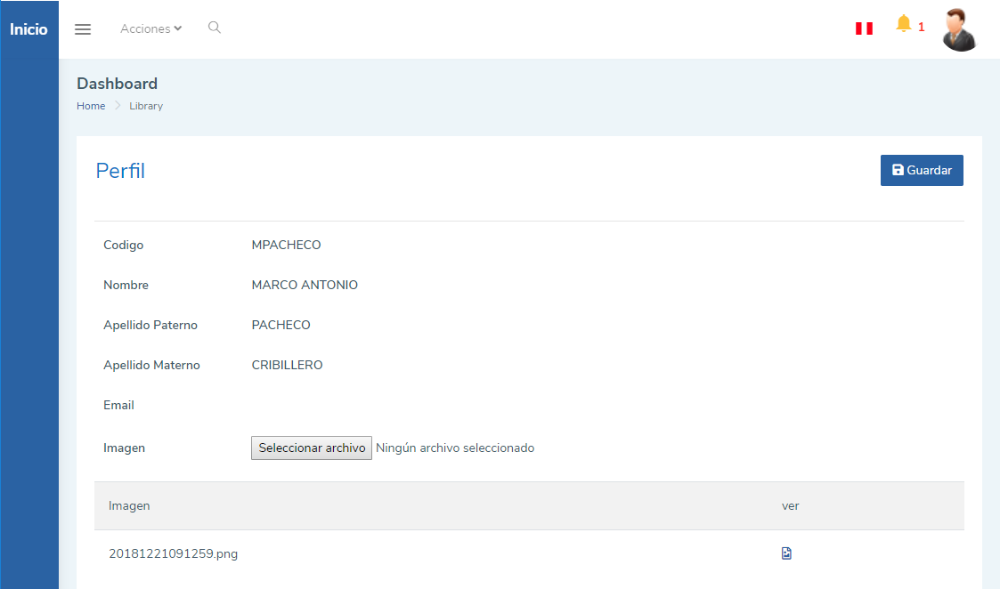 Inicio
Acciones
1
Dashboard
Home Library
Perfil
Guardar
Codigo MPACHECO
Nombre MARCO ANTONIO
Apellido Paterno PACHECO
Apellido Materno CRIBILLERO
Email
Imagen Seleccionar archivo Ningún archivo seleccionado
Imagen ver
20181221091259.png